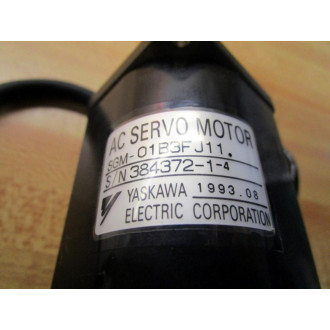 AC SERVO MOTOR
SGM-01B3FJ11.
S/N 384372-1-4
YASKAWA 1993.08
ELECTRIC CORPORATION